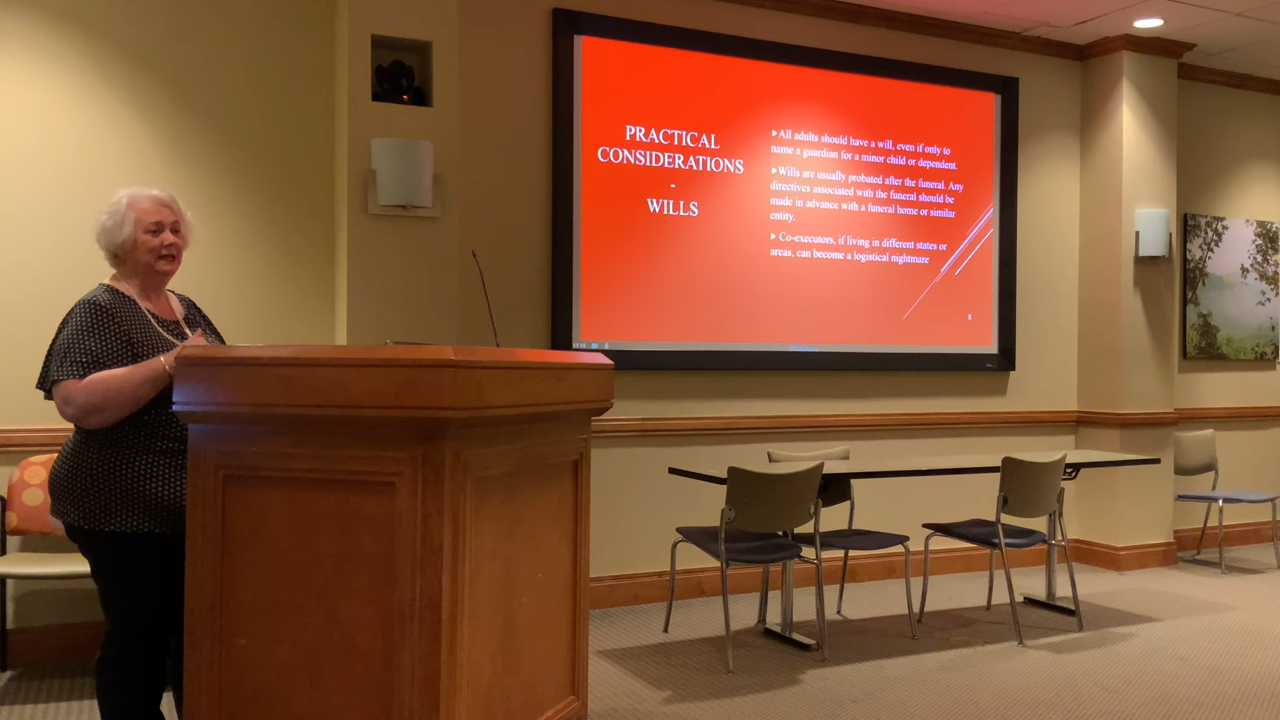 PRACTICAL
CONSIDERATIONS
-
WILLS
▸All adults should have a will, even if only to
name a guardian for a minor child or dependent.
▸Wills are usually probated after the funeral. Any
directives associated with the funeral should be
made in advance with a funeral home or similar
entity.
▸ Co-executors, if living in different states or
areas, can become a logistical nightmare